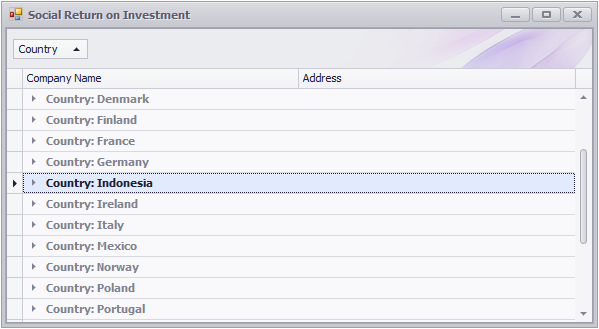 Social Return on Investment
Country
Company Name Address
Country: Denmark
Country: Finland
Country: France
Country: Germany
Country: Indonesia
Country: Ireland
Country: Italy
Country: Mexico
Country: Norway
Country: Poland
Country: Portugal